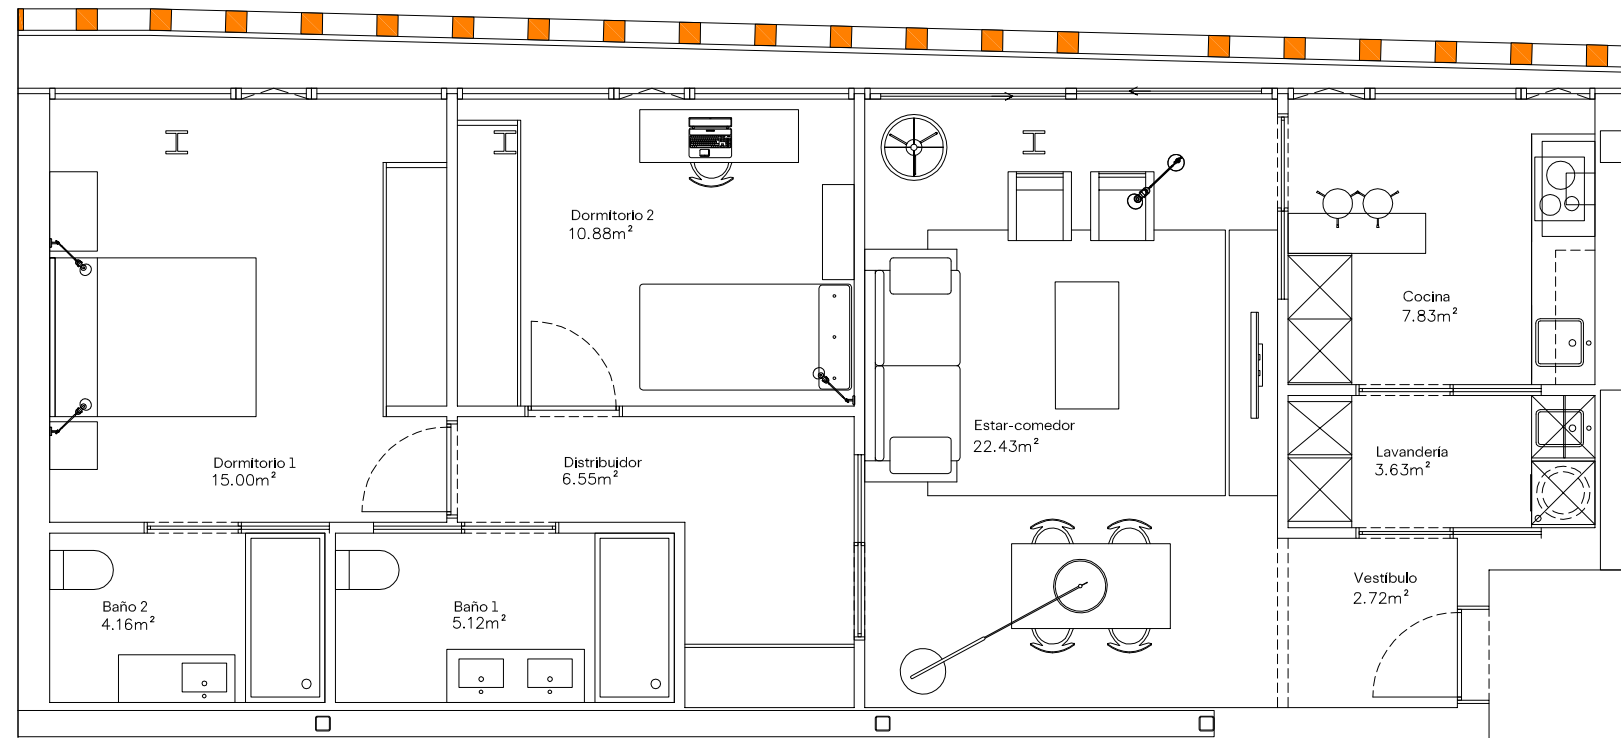 Dormitorio 2
10.88m²
Cocina
7.83m²
Estar-comedor
22.43m²
Dormitorio 1
15.00m²
Distribuidor
6.55m²
Lavandería
3.63m²
Baño 2
4.16m²
Baño 1
5.12m²
Vestíbulo
2.72m²